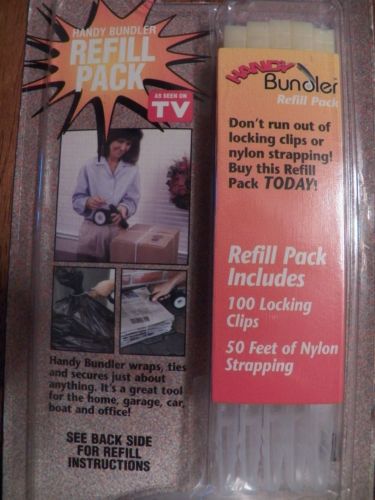 HANDY BUNDLER
REFILL
PACK
AS SEEN ON
TV
HANDY
Bundler
Refill Pack
Don't run out of
locking clips or
nylon strapping!
Buy this Refill
Pack TODAY!
Refill Pack
Includes
100 Locking
Clips
50 Feet of Nylon
Strapping
Handy Bundler wraps, ties
and secures just about
anything. It's a great tool
for the home, garage, car,
boat and office!
SEE BACK SIDE
FOR REFILL
INSTRUCTIONS